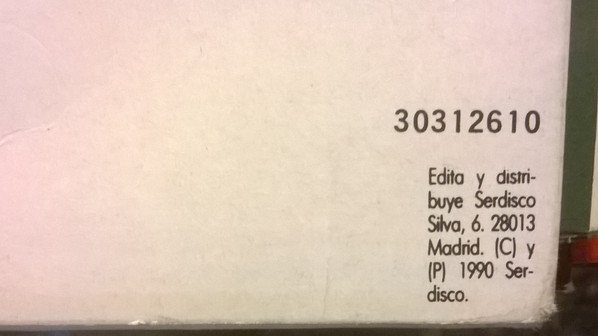 30312610
Edita y distri-
buye Serdisco
Silva, 6. 28013
Madrid. (C) y
(P) 1990 Ser-
disco.